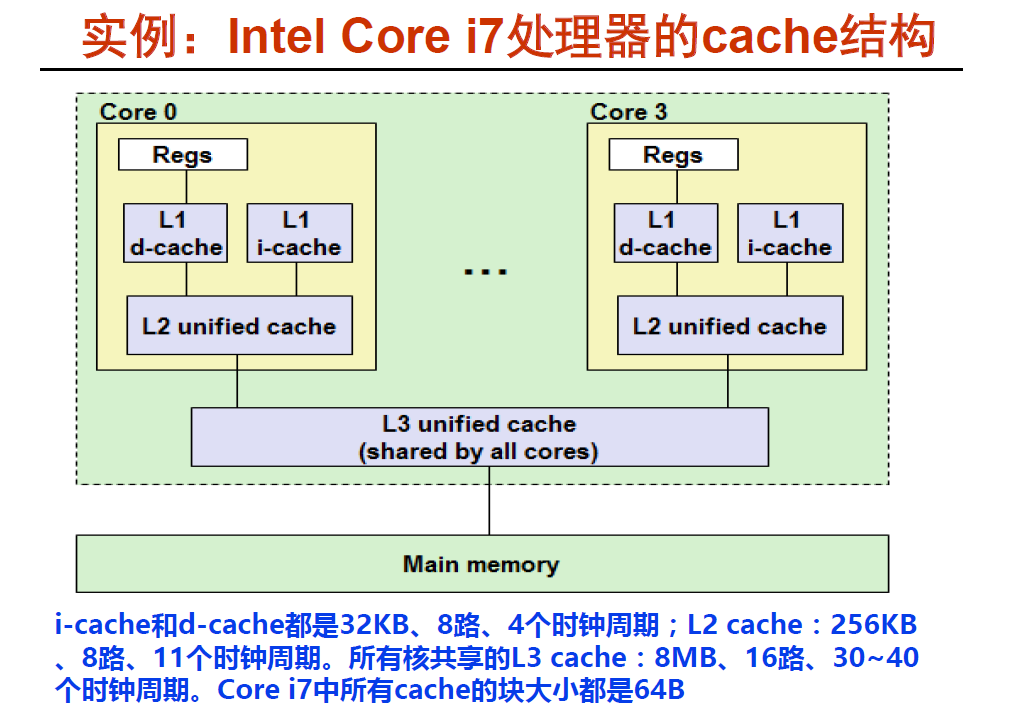 实例：Intel Core i7处理器的cache结构
Core 0
Core 3
Regs
Regs
L1
d-cache
L1
i-cache
L1
d-cache
L1
i-cache
...
L2 unified cache
L2 unified cache
L3 unified cache
(shared by all cores)
Main memory
i-cache和d-cache都是32KB、8路、4个时钟周期；L2 cache：256KB
、8路、11个时钟周期。所有核共享的L3 cache：8MB、16路、30~40
个时钟周期。Core i7中所有cache的块大小都是64B